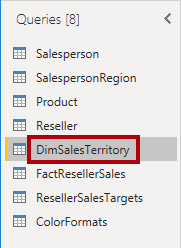 Queries [8]
Salesperson
SalespersonRegion
Product
Reseller
DimSalesTerritory
FactResellerSales
ResellerSalesTargets
ColorFormats